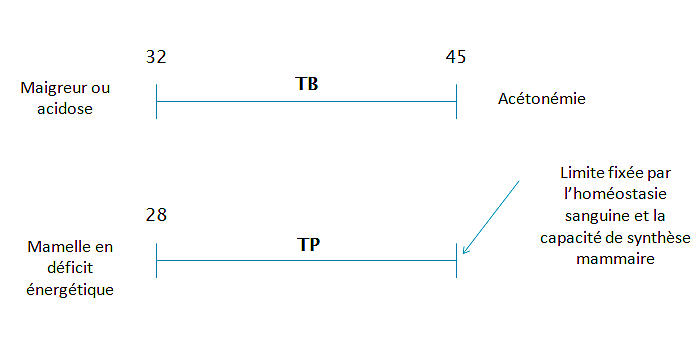 32
45
TB
Maigreur ou
acidose
Acétonémie
28
TP
Mamelle en
déficit
énergétique
Limite fixée par
l’homéostasie
sanguine et la
capacité de synthèse
mammaire